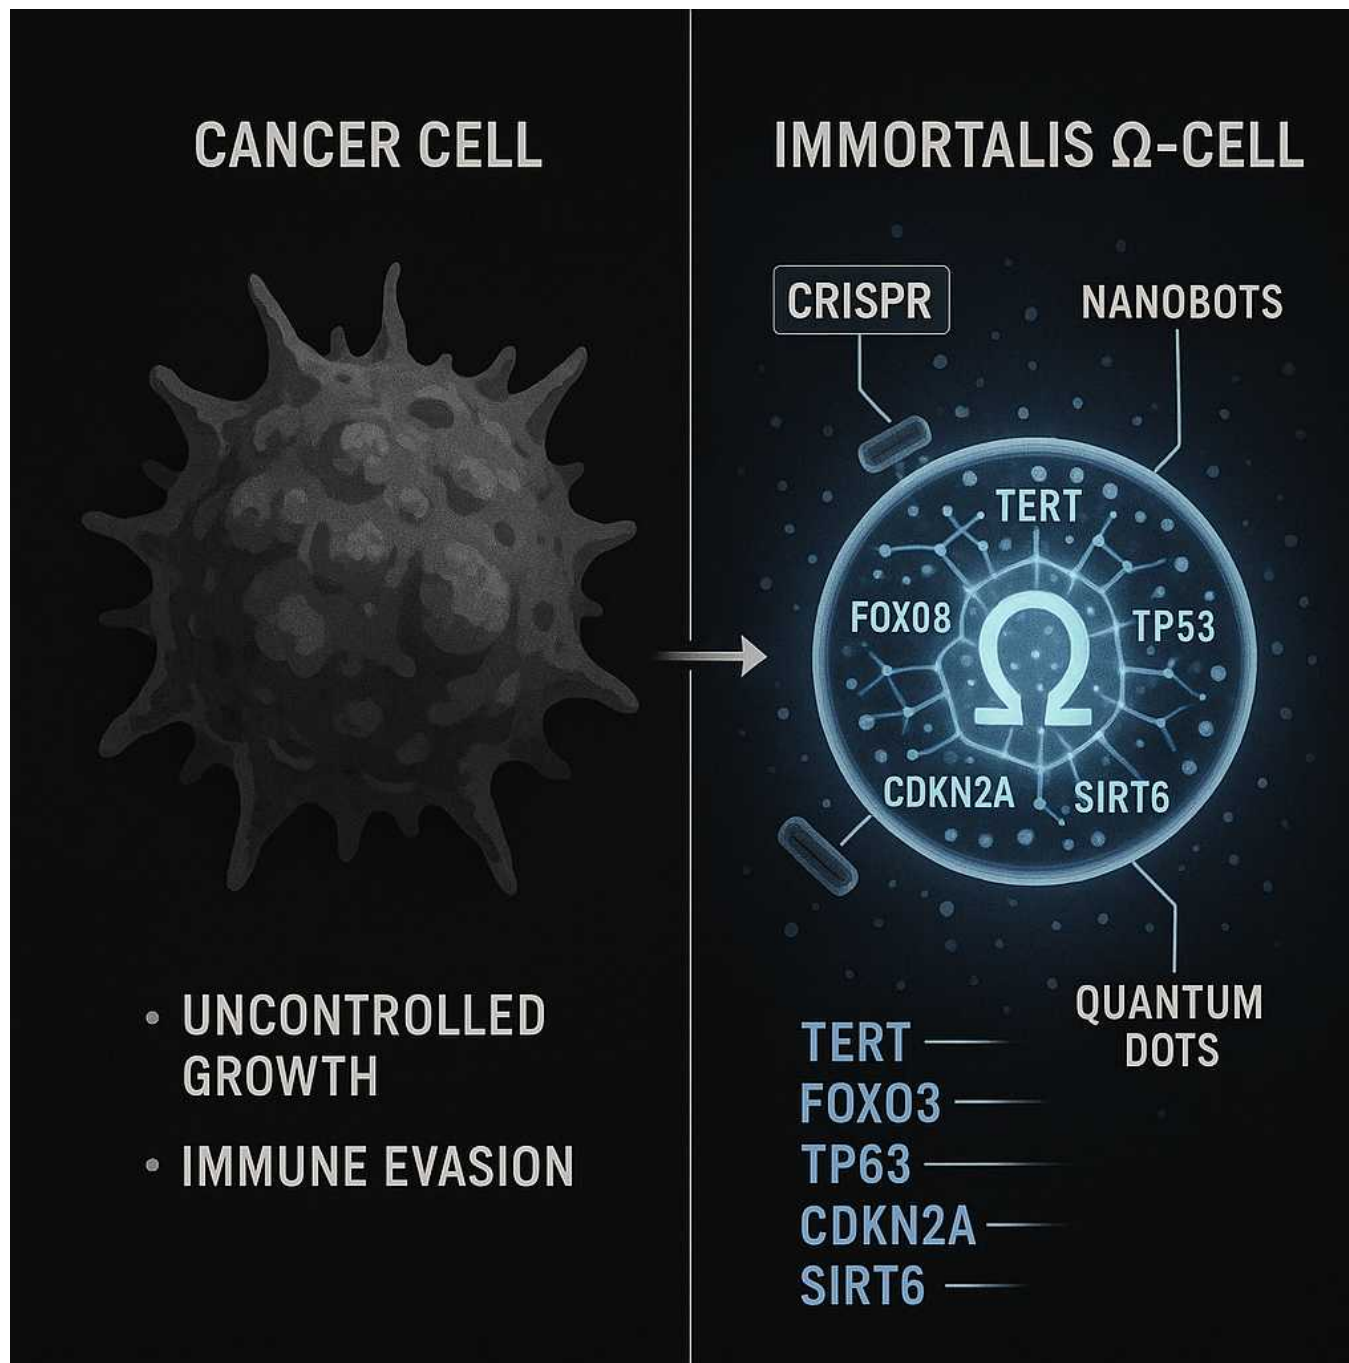 CANCER CELL
• UNCONTROLLED
GROWTH
• IMMUNE EVASION
IMMORTALIS Ω-CELL
CRISPR
NANOBOTS
TERT
FOX08
TP53
Ω
CDKN2A
SIRT6
QUANTUM
DOTS
TERT
FOXO3
TP63
CDKN2A
SIRT6